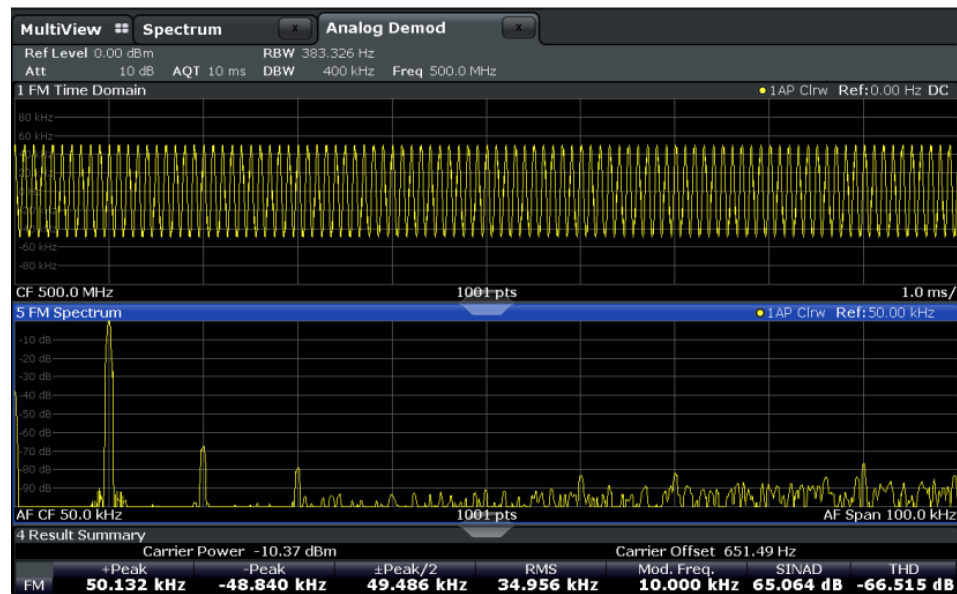 MultiView Spectrum x Analog Demod x
Ref Level 0.00 dBm RBW 383.326 Hz
Att 10 dB AQT 10 ms DBW 400 kHz Freq 500.0 MHz
1 FM Time Domain 1AP Clrw Ref:0.00 Hz DC
80 kHz
60 kHz
-60 kHz
-80 kHz
CF 500.0 MHz 1001 pts 1.0 ms/
5 FM Spectrum 1AP Clrw Ref:50.00 kHz
-10 dB
-20 dB
-30 dB
-40 dB
-50 dB
-60 dB
-70 dB
-80 dB
-90 dB
AF CF 50.0 kHz 1001 pts AF Span 100.0 kHz
4 Result Summary
Carrier Power -10.37 dBm Carrier Offset 651.49 Hz
+Peak -Peak ±Peak/2 RMS Mod. Freq. SINAD THD
FM 50.132 kHz -48.840 kHz 49.486 kHz 34.956 kHz 10.000 kHz 65.064 dB -66.515 dB